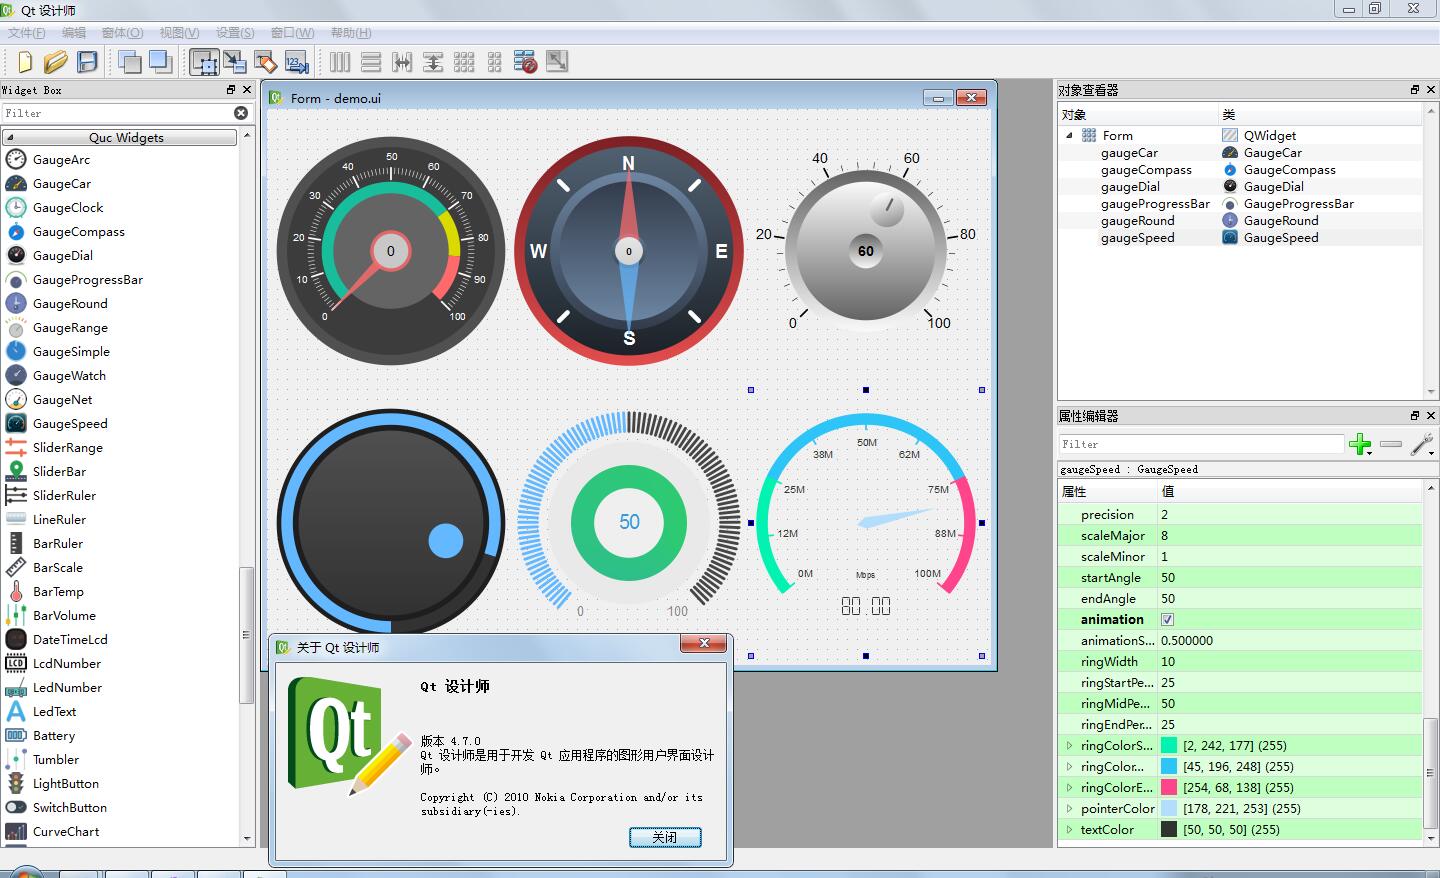 Qt 设计师
文件(F) 编辑 窗体(O) 视图(V) 设置(S) 窗口(W) 帮助(H)
123
Widget Box
Filter
Quc Widgets
GaugeArc
GaugeCar
GaugeClock
GaugeCompass
GaugeDial
GaugeProgressBar
GaugeRound
GaugeRange
GaugeSimple
GaugeWatch
GaugeNet
GaugeSpeed
SliderRange
SliderBar
SliderRuler
LineRuler
BarRuler
BarScale
BarTemp
BarVolume
DateTimeLcd
LcdNumber
LedNumber
LedText
Battery
Tumbler
LightButton
SwitchButton
CurveChart
Form - demo.ui
0 10 20 30 40 50 60 70 80 90 100
0
N
W E
S
0
0 20 40 60 80 100
60
50
0 100
0M 12M 25M 38M 50M 62M 75M 88M 100M
Mbps
80.00
关于 Qt 设计师
Qt
Qt 设计师
版本 4.7.0
Qt 设计师是用于开发 Qt 应用程序的图形用户界面设计
师。
Copyright (C) 2010 Nokia Corporation and/or its
subsidiary(-ies).
关闭
对象查看器
对象 类
Form QWidget
gaugeCar GaugeCar
gaugeCompass GaugeCompass
gaugeDial GaugeDial
gaugeProgressBar GaugeProgressBar
gaugeRound GaugeRound
gaugeSpeed GaugeSpeed
属性编辑器
Filter
gaugeSpeed : GaugeSpeed
属性 值
precision 2
scaleMajor 8
scaleMinor 1
startAngle 50
endAngle 50
animation
animationS... 0.500000
ringWidth 10
ringStartPe... 25
ringMidPe... 50
ringEndPer... 25
ringColorS... [2, 242, 177] (255)
ringColor... [45, 196, 248] (255)
ringColorE... [254, 68, 138] (255)
pointerColor [178, 221, 253] (255)
textColor [50, 50, 50] (255)